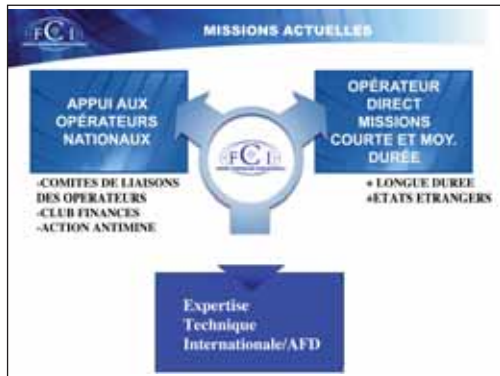 FCI
MISSIONS ACTUELLES
APPUI AUX
OPÉRATEURS
NATIONAUX
OPÉRATEUR
DIRECT
MISSIONS
COURTE ET MOY.
DURÉE
FCI
-COMITES DE LIAISONS
DES OPERATEURS
-CLUB FINANCES
-ACTION ANTIMINE
+ LONGUE DUREE
+ETATS ETRANGERS
Expertise
Technique
Internationale/AFD